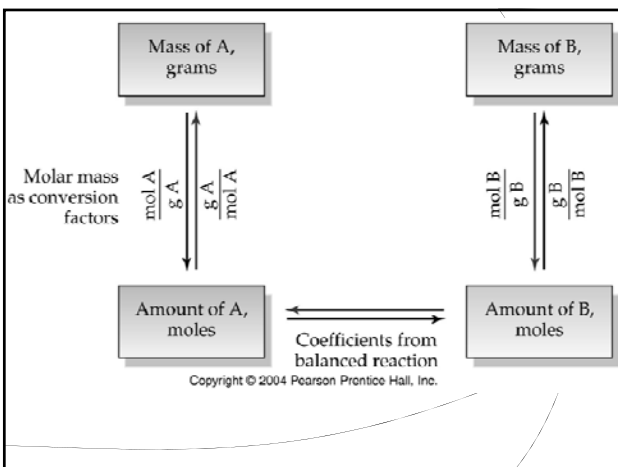 Mass of A,
grams
Mass of B,
grams
Molar mass
as conversion
factors
mol A
g A
g A
mol A
mol B
g B
g B
mol B
Amount of A,
moles
Amount of B,
moles
Coefficients from
balanced reaction
Copyright © 2004 Pearson Prentice Hall, Inc.